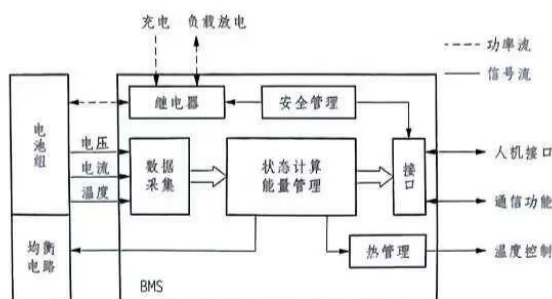 充电 负载放电
功率流
信号流
继电器 安全管理
电池组
电压
电流
温度
数据
采集
状态计算
能量管理
接口
人机接口
通信功能
均衡
电路
热管理 温度控制
BMS